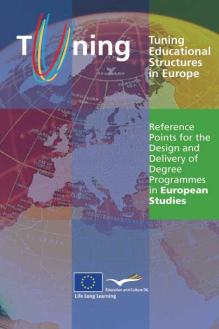 Tuning
Tuning
Educational
Structures
in Europe
Reference
Points for the
Design and
Delivery of
Degree
Programmes
in European
Studies
Education and Culture DG
Life Long Learning